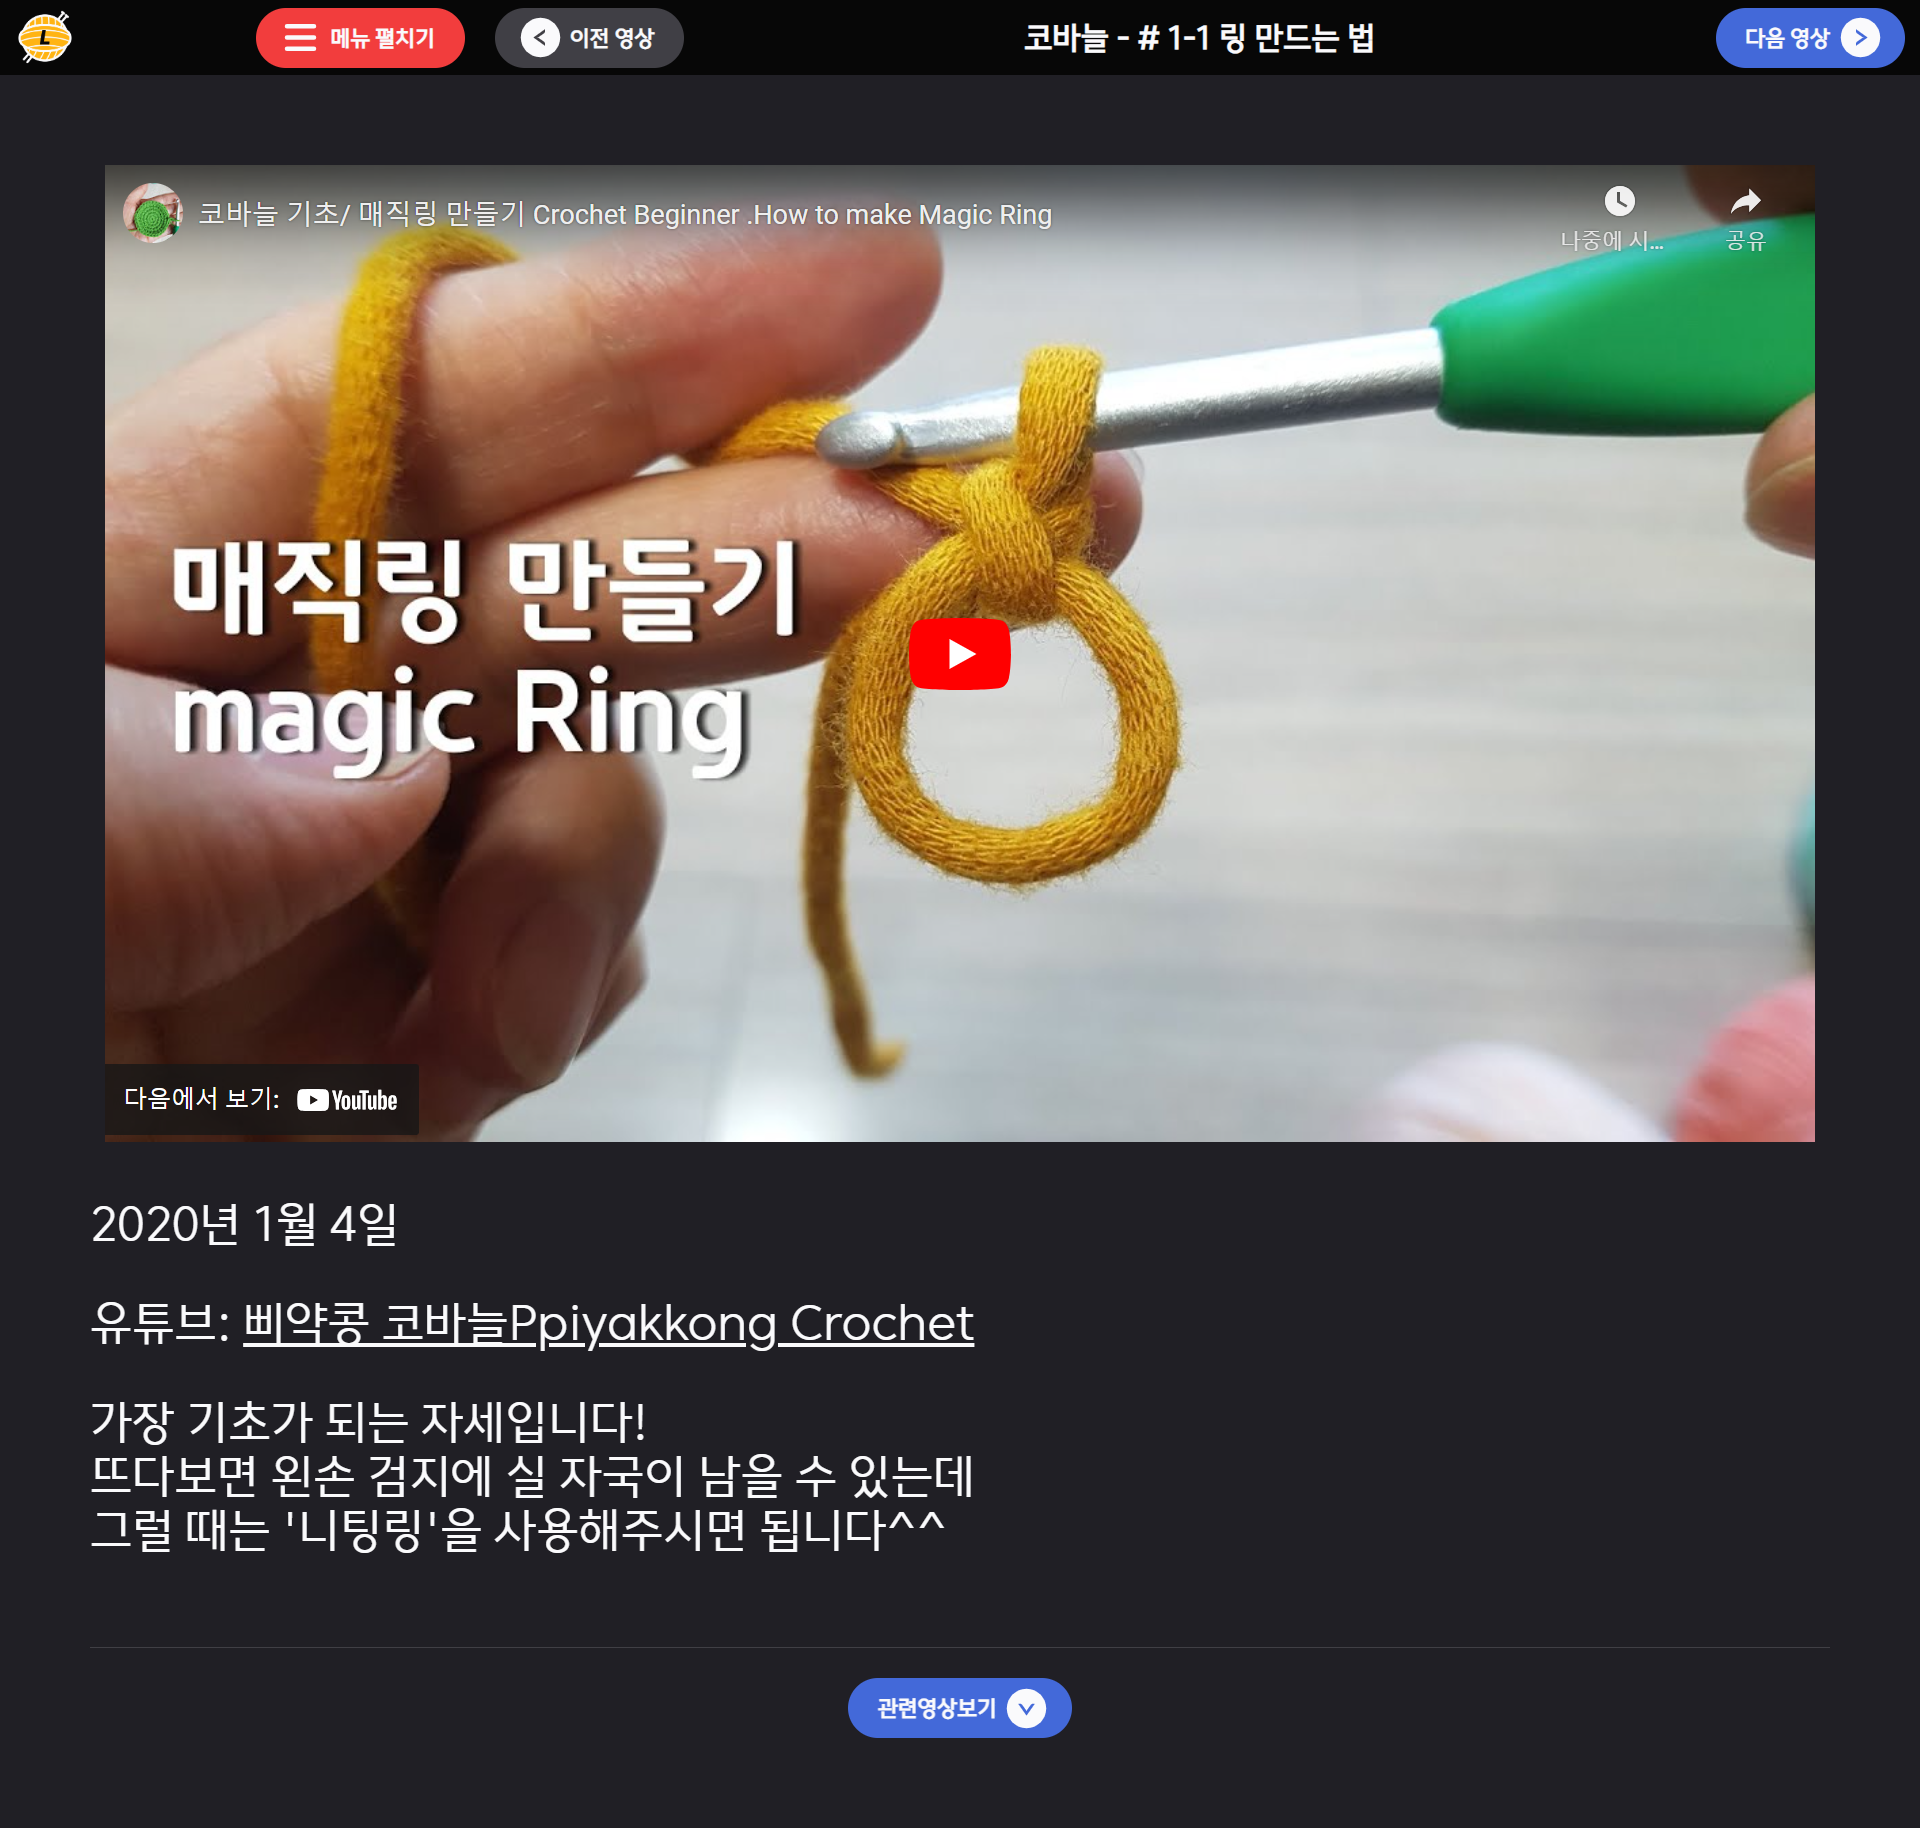 L
메뉴 펼치기
이전 영상
코바늘 - # 1-1 링 만드는 법
다음 영상
코바늘 기초/ 매직링 만들기 Crochet Beginner .How to make Magic Ring
나중에 시...
공유
매직링 만들기
magic Ring
다음에서 보기: YouTube
2020년 1월 4일
유튜브: 삐약콩 코바늘Ppiyakkong Crochet
가장 기초가 되는 자세입니다!
뜨다보면 왼손 검지에 실 자국이 남을 수 있는데
그럴 때는 '니팅링'을 사용해주시면 됩니다^^
관련영상보기